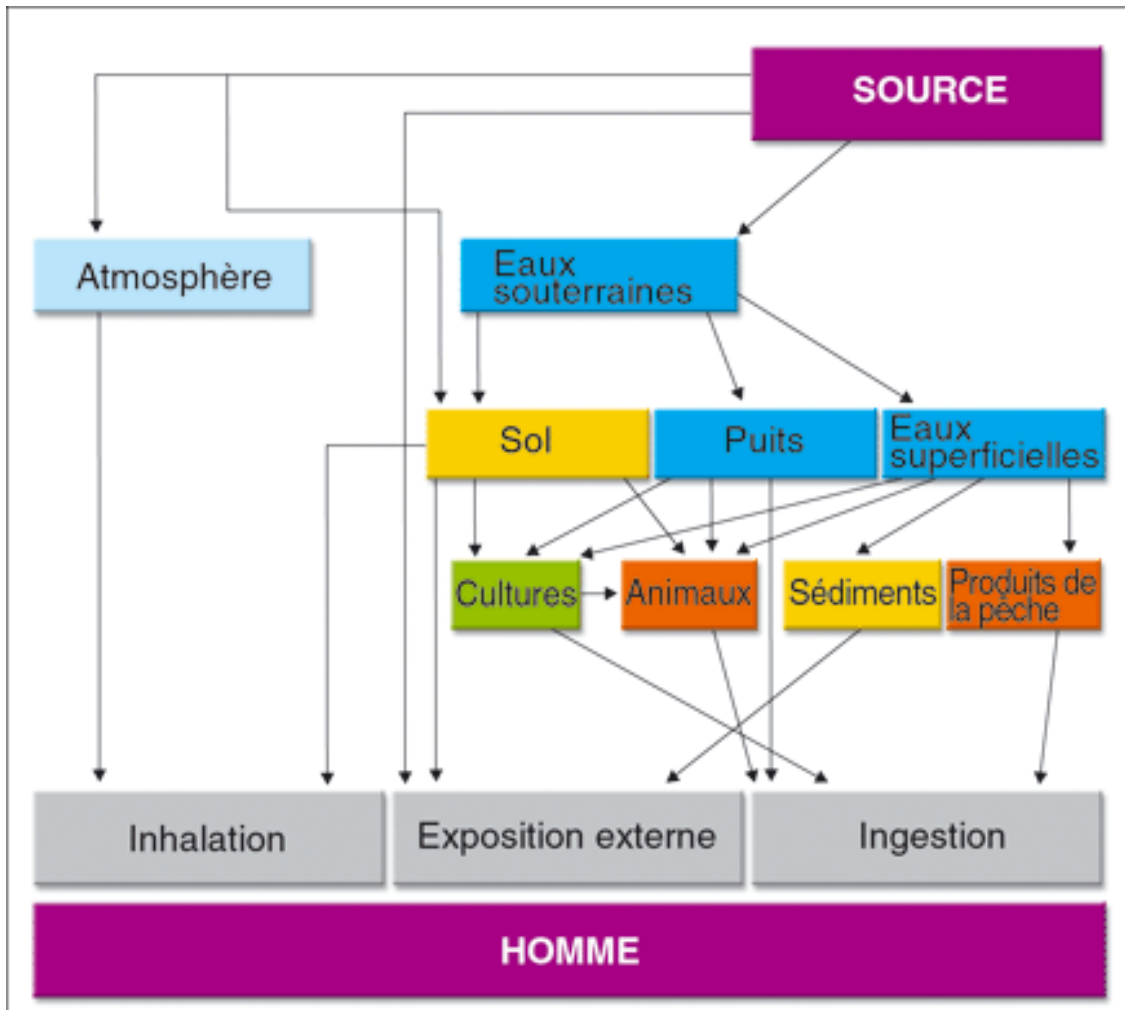 SOURCE
Atmosphère
Eaux
souterraines
Sol
Puits
Eaux
superficielles
Cultures
Animaux
Sédiments
Produits de
la pèche
Inhalation
Exposition externe
Ingestion
HOMME